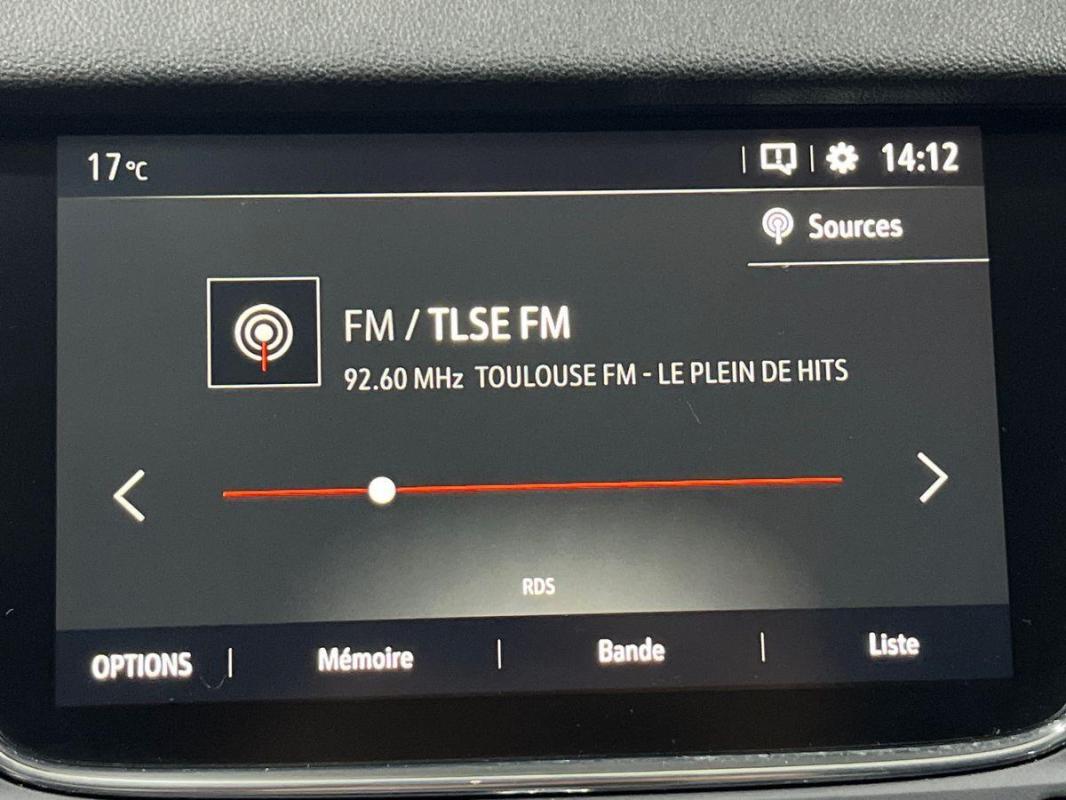 17 °C 14:12
Sources
FM / TLSE FM
92.60 MHz TOULOUSE FM - LE PLEIN DE HITS
RDS
OPTIONS | Mémoire | Bande | Liste